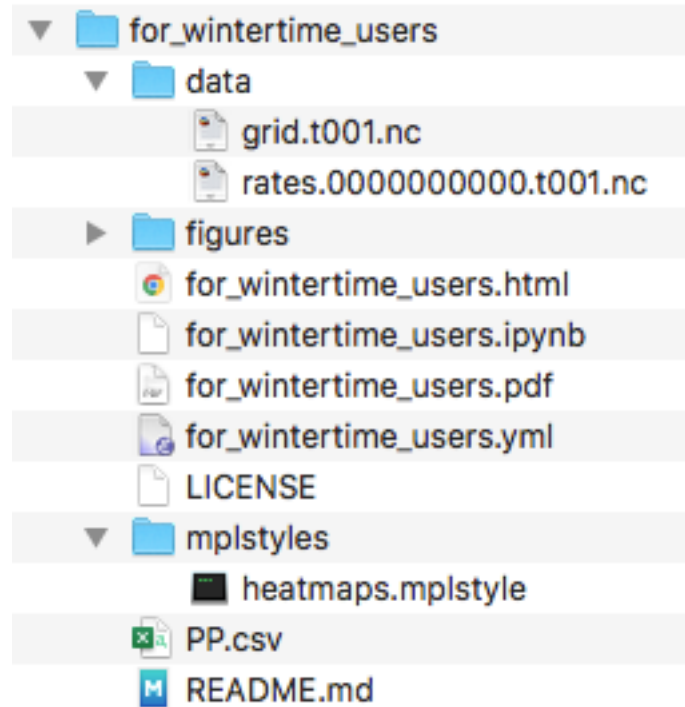 for_wintertime_users
data
grid.t001.nc
rates.0000000000.t001.nc
figures
for_wintertime_users.html
for_wintertime_users.ipynb
for_wintertime_users.pdf
for_wintertime_users.yml
LICENSE
mplstyles
heatmaps.mplstyle
PP.csv
README.md